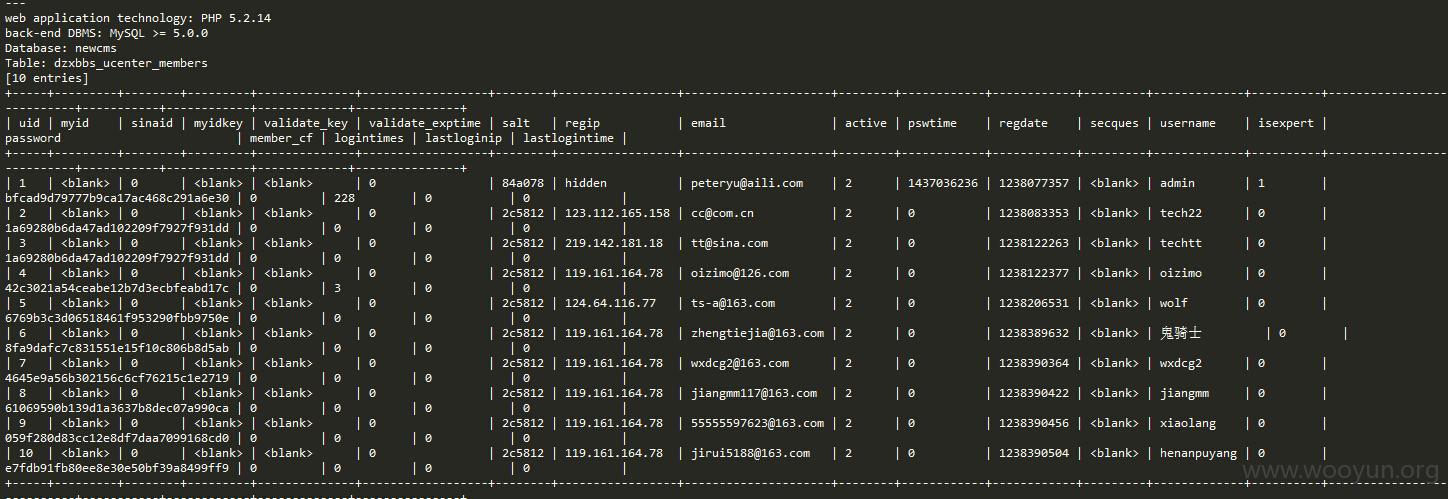 ---
web application technology: PHP 5.2.14
back-end DBMS: MySQL >= 5.0.0
Database: newcms
Table: dzxbbs_ucenter_members
[10 entries]
| uid | myid | sinaid | myidkey | validate_key | validate_exptime | salt | regip | email | active | pswtime | regdate | secques | username | isexpert |
password | member_cf | logintimes | lastloginip | lastlogintime |
| 1 | <blank> | 0 | <blank> | <blank> | 0 | 84a078 | hidden | peteryu@aili.com | 2 | 1437036236 | 1238077357 | <blank> | admin | 1 |
bfcad9d79777b9ca17ac468c291a6e30 | 0 | 228 | 0 | 0 |
| 2 | <blank> | 0 | <blank> | <blank> | 0 | 2c5812 | 123.112.165.158 | cc@com.cn | 2 | 0 | 1238083353 | <blank> | tech22 | 0 |
1a69280b6da47ad102209f7927f931dd | 0 | 0 | 0 | 0 |
| 3 | <blank> | 0 | <blank> | <blank> | 0 | 2c5812 | 219.142.181.18 | tt@sina.com | 2 | 0 | 1238122263 | <blank> | techtt | 0 |
1a69280b6da47ad102209f7927f931dd | 0 | 0 | 0 | 0 |
| 4 | <blank> | 0 | <blank> | <blank> | 0 | 2c5812 | 119.161.164.78 | oizimo@126.com | 2 | 0 | 1238122377 | <blank> | oizimo | 0 |
42c3021a54ceabe12b7d3ecbfeabd17c | 0 | 3 | 0 | 0 |
| 5 | <blank> | 0 | <blank> | <blank> | 0 | 2c5812 | 124.64.116.77 | ts-a@163.com | 2 | 0 | 1238206531 | <blank> | wolf | 0 |
6769b3c3d06518461f953290fbb9750e | 0 | 0 | 0 | 0 |
| 6 | <blank> | 0 | <blank> | <blank> | 0 | 2c5812 | 119.161.164.78 | zhengtiejia@163.com | 2 | 0 | 1238389632 | <blank> | 鬼骑士 | 0 |
8fa9dafc7c831551e15f10c806b8d5ab | 0 | 0 | 0 | 0 |
| 7 | <blank> | 0 | <blank> | <blank> | 0 | 2c5812 | 119.161.164.78 | wxdcg2@163.com | 2 | 0 | 1238390364 | <blank> | wxdcg2 | 0 |
4645e9a56b302156c6cf76215c1e2719 | 0 | 0 | 0 | 0 |
| 8 | <blank> | 0 | <blank> | <blank> | 0 | 2c5812 | 119.161.164.78 | jiangmm117@163.com | 2 | 0 | 1238390422 | <blank> | jiangmm | 0 |
61069590b139d1a3637b8dec07a990ca | 0 | 0 | 0 | 0 |
| 9 | <blank> | 0 | <blank> | <blank> | 0 | 2c5812 | 119.161.164.78 | 55555597623@163.com | 2 | 0 | 1238390456 | <blank> | xiaolang | 0 |
059f280d83cc12e8df7daa7099168cd0 | 0 | 0 | 0 | 0 |
| 10 | <blank> | 0 | <blank> | <blank> | 0 | 2c5812 | 119.161.164.78 | jirui5188@163.com | 2 | 0 | 1238390504 | <blank> | henanpuyang | 0 |
e7fdb91fb80ee8e30e50bf39a8499ff9 | 0 | 0 | 0 | 0 |
www.wooyun.org